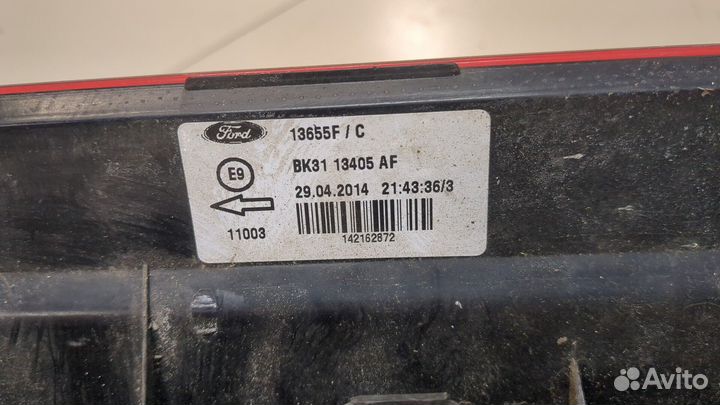 Ford 13655F / C
E9 BK31 13405 AF
29.04.2014 21:43:36/3
11003
142162872
Avito